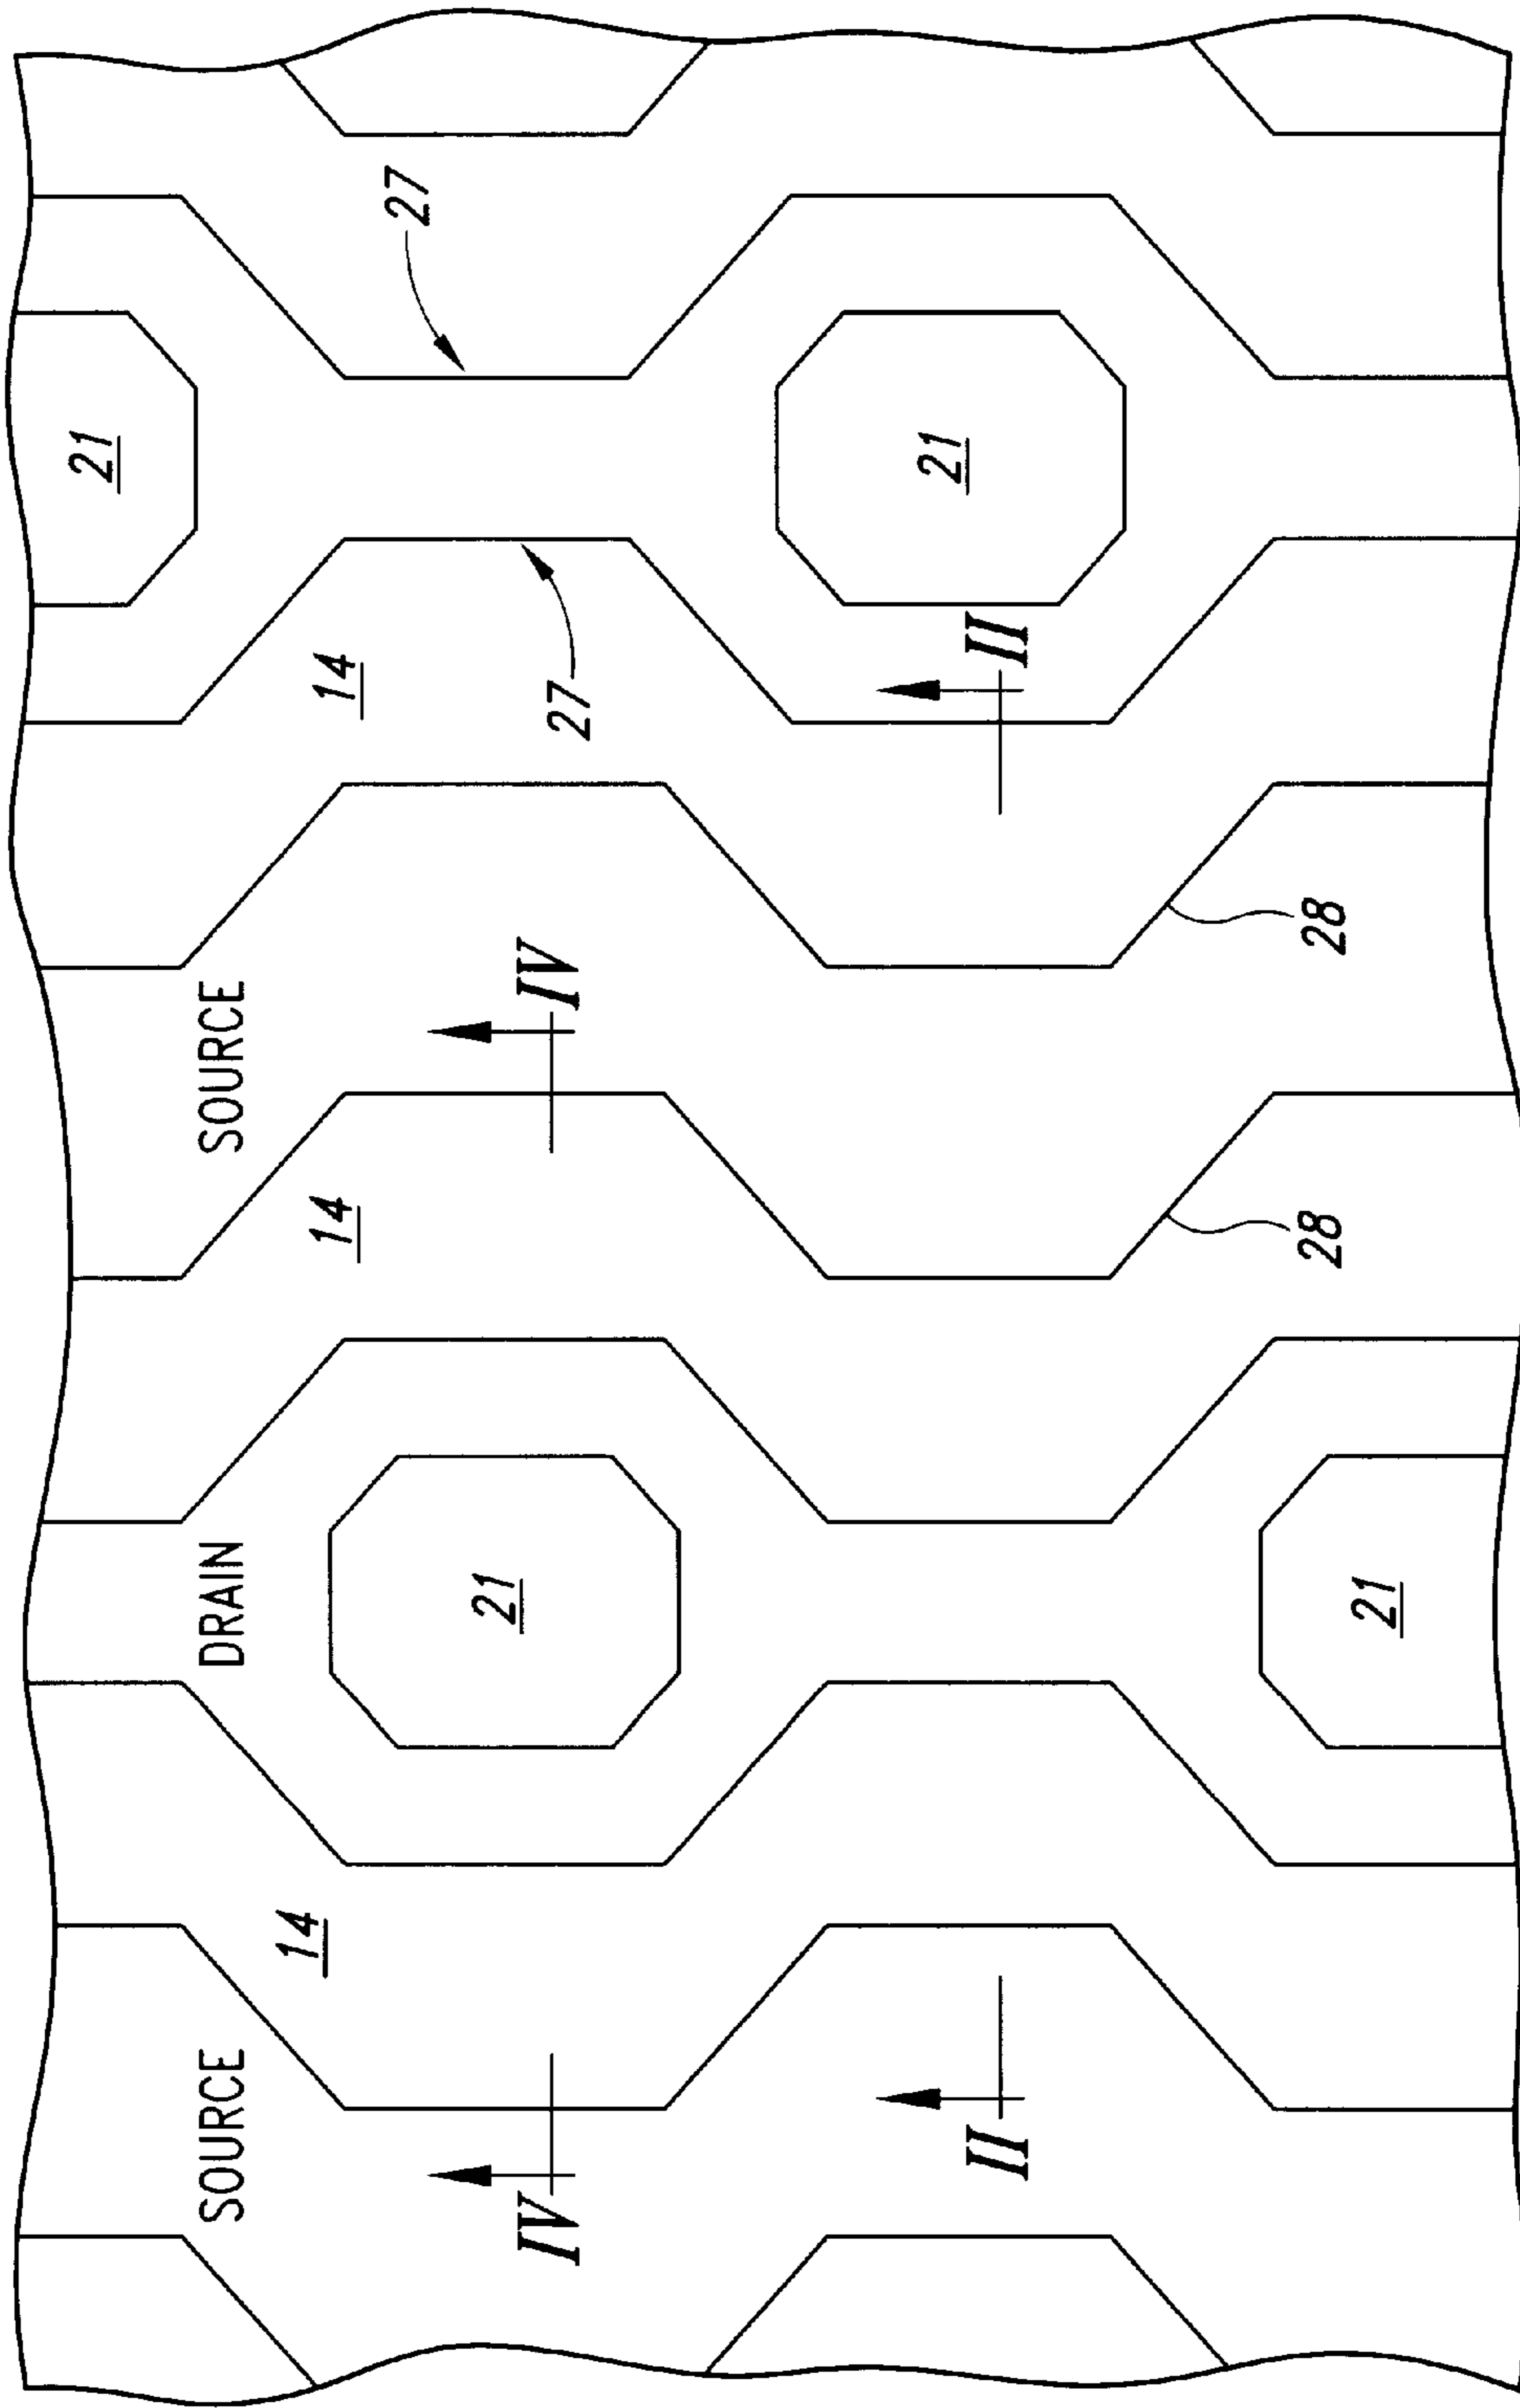 21
SOURCE DRAIN SOURCE
14 14 14
27
21
IV IV 27
21
II II
28 28
21